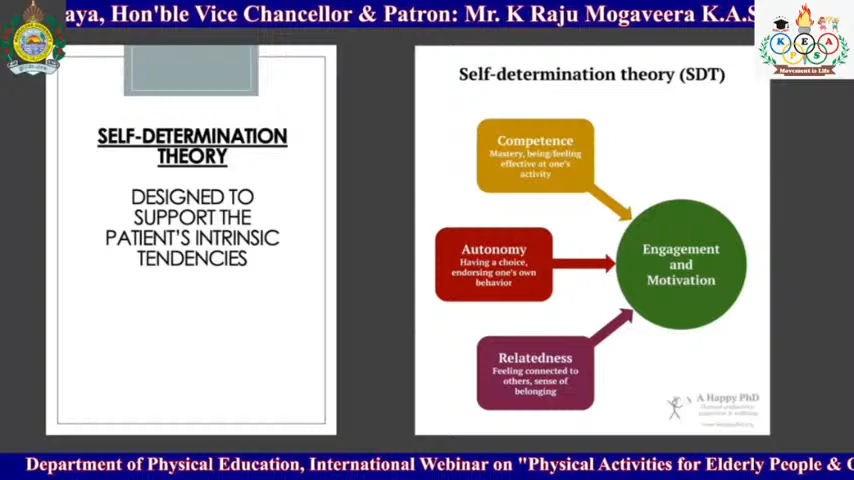 aya, Hon'ble Vice Chancellor & Patron: Mr. K Raju Mogaveera K.A.S
K E A
P S
Movement is Life
SELF-DETERMINATION
THEORY
DESIGNED TO
SUPPORT THE
PATIENT'S INTRINSIC
TENDENCIES
Self-determination theory (SDT)
Competence
Mastery, being/feeling
effective at one's
activity
Autonomy
Having a choice,
endorsing one's own
behavior
Relatedness
Feeling connected to
others, sense of
belonging
Engagement
and
Motivation
A Happy PhD
Department of Physical Education, International Webinar on "Physical Activities for Elderly People & C